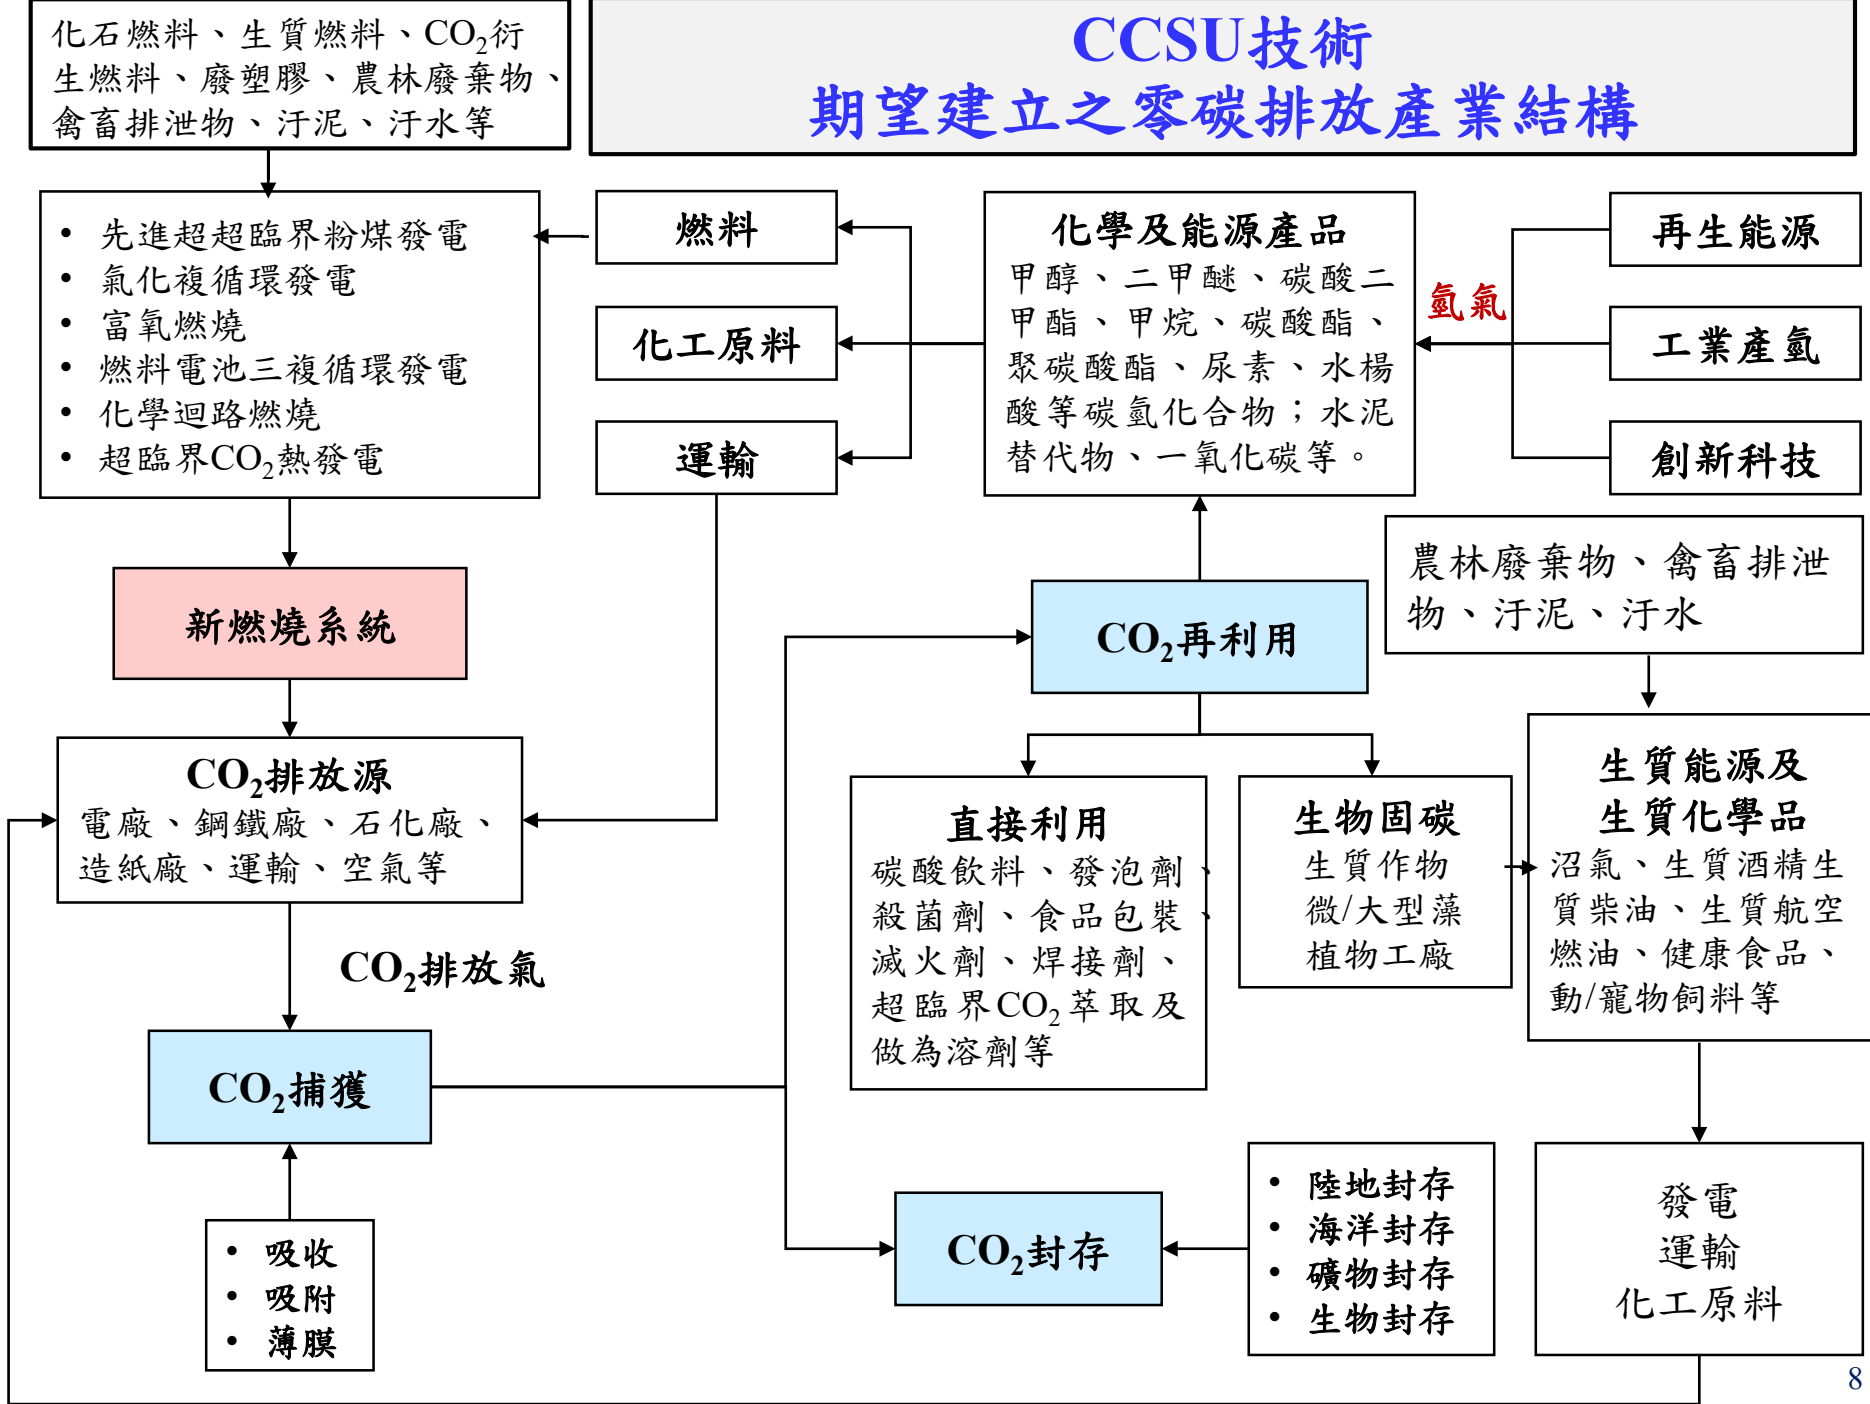 化石燃料、生質燃料、CO₂衍
生燃料、廢塑膠、農林廢棄物、
禽畜排泄物、汙泥、汙水等
CCSU技術
期望建立之零碳排放產業結構
• 先進超超臨界粉煤發電
• 氣化複循環發電
• 富氧燃燒
• 燃料電池三複循環發電
• 化學迴路燃燒
• 超臨界CO₂熱發電
燃料
化工原料
運輸
化學及能源產品
甲醇、二甲醚、碳酸二
甲酯、甲烷、碳酸酯、
聚碳酸酯、尿素、水楊
酸等碳氫化合物；水泥
替代物、一氧化碳等。
氫氣
再生能源
工業產氫
創新科技
新燃燒系統
CO₂再利用
農林廢棄物、禽畜排泄
物、汙泥、汙水
CO₂排放源
電廠、鋼鐵廠、石化廠、
造紙廠、運輸、空氣等
直接利用
碳酸飲料、發泡劑、
殺菌劑、食品包裝、
滅火劑、焊接劑、
超臨界CO₂萃取及
做為溶劑等
生物固碳
生質作物
微/大型藻
植物工廠
生質能源及
生質化學品
沼氣、生質酒精生
質柴油、生質航空
燃油、健康食品、
動/寵物飼料等
CO₂排放氣
CO₂捕獲
• 吸收
• 吸附
• 薄膜
CO₂封存
• 陸地封存
• 海洋封存
• 礦物封存
• 生物封存
發電
運輸
化工原料
8